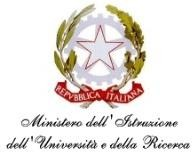 REPVBBLICA ITALIANA
Ministero dell'Istruzione
dell'Università e della Ricerca